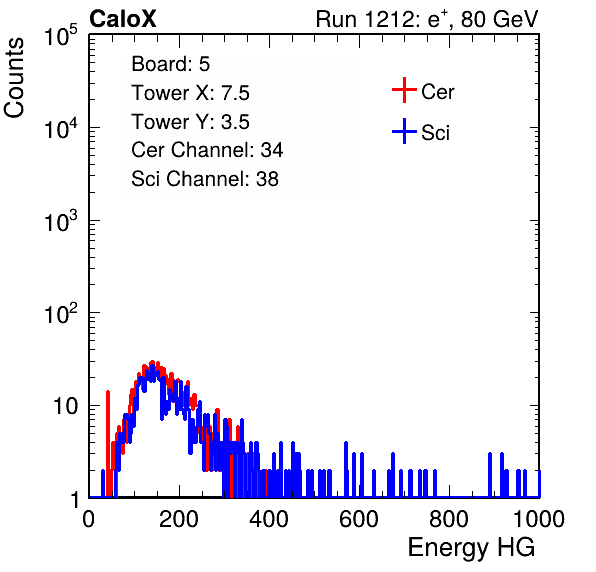 CaloX Run 1212: e⁺, 80 GeV
Counts
10⁵
10⁴
10³
10²
10
1
Board: 5
Tower X: 7.5
Tower Y: 3.5
Cer Channel: 34
Sci Channel: 38
Cer
Sci
0 200 400 600 800 1000
Energy HG